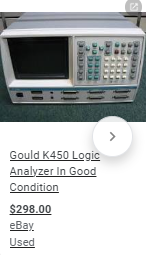 Gould K450 Logic
Analyzer In Good
Condition
$298.00
eBay
Used